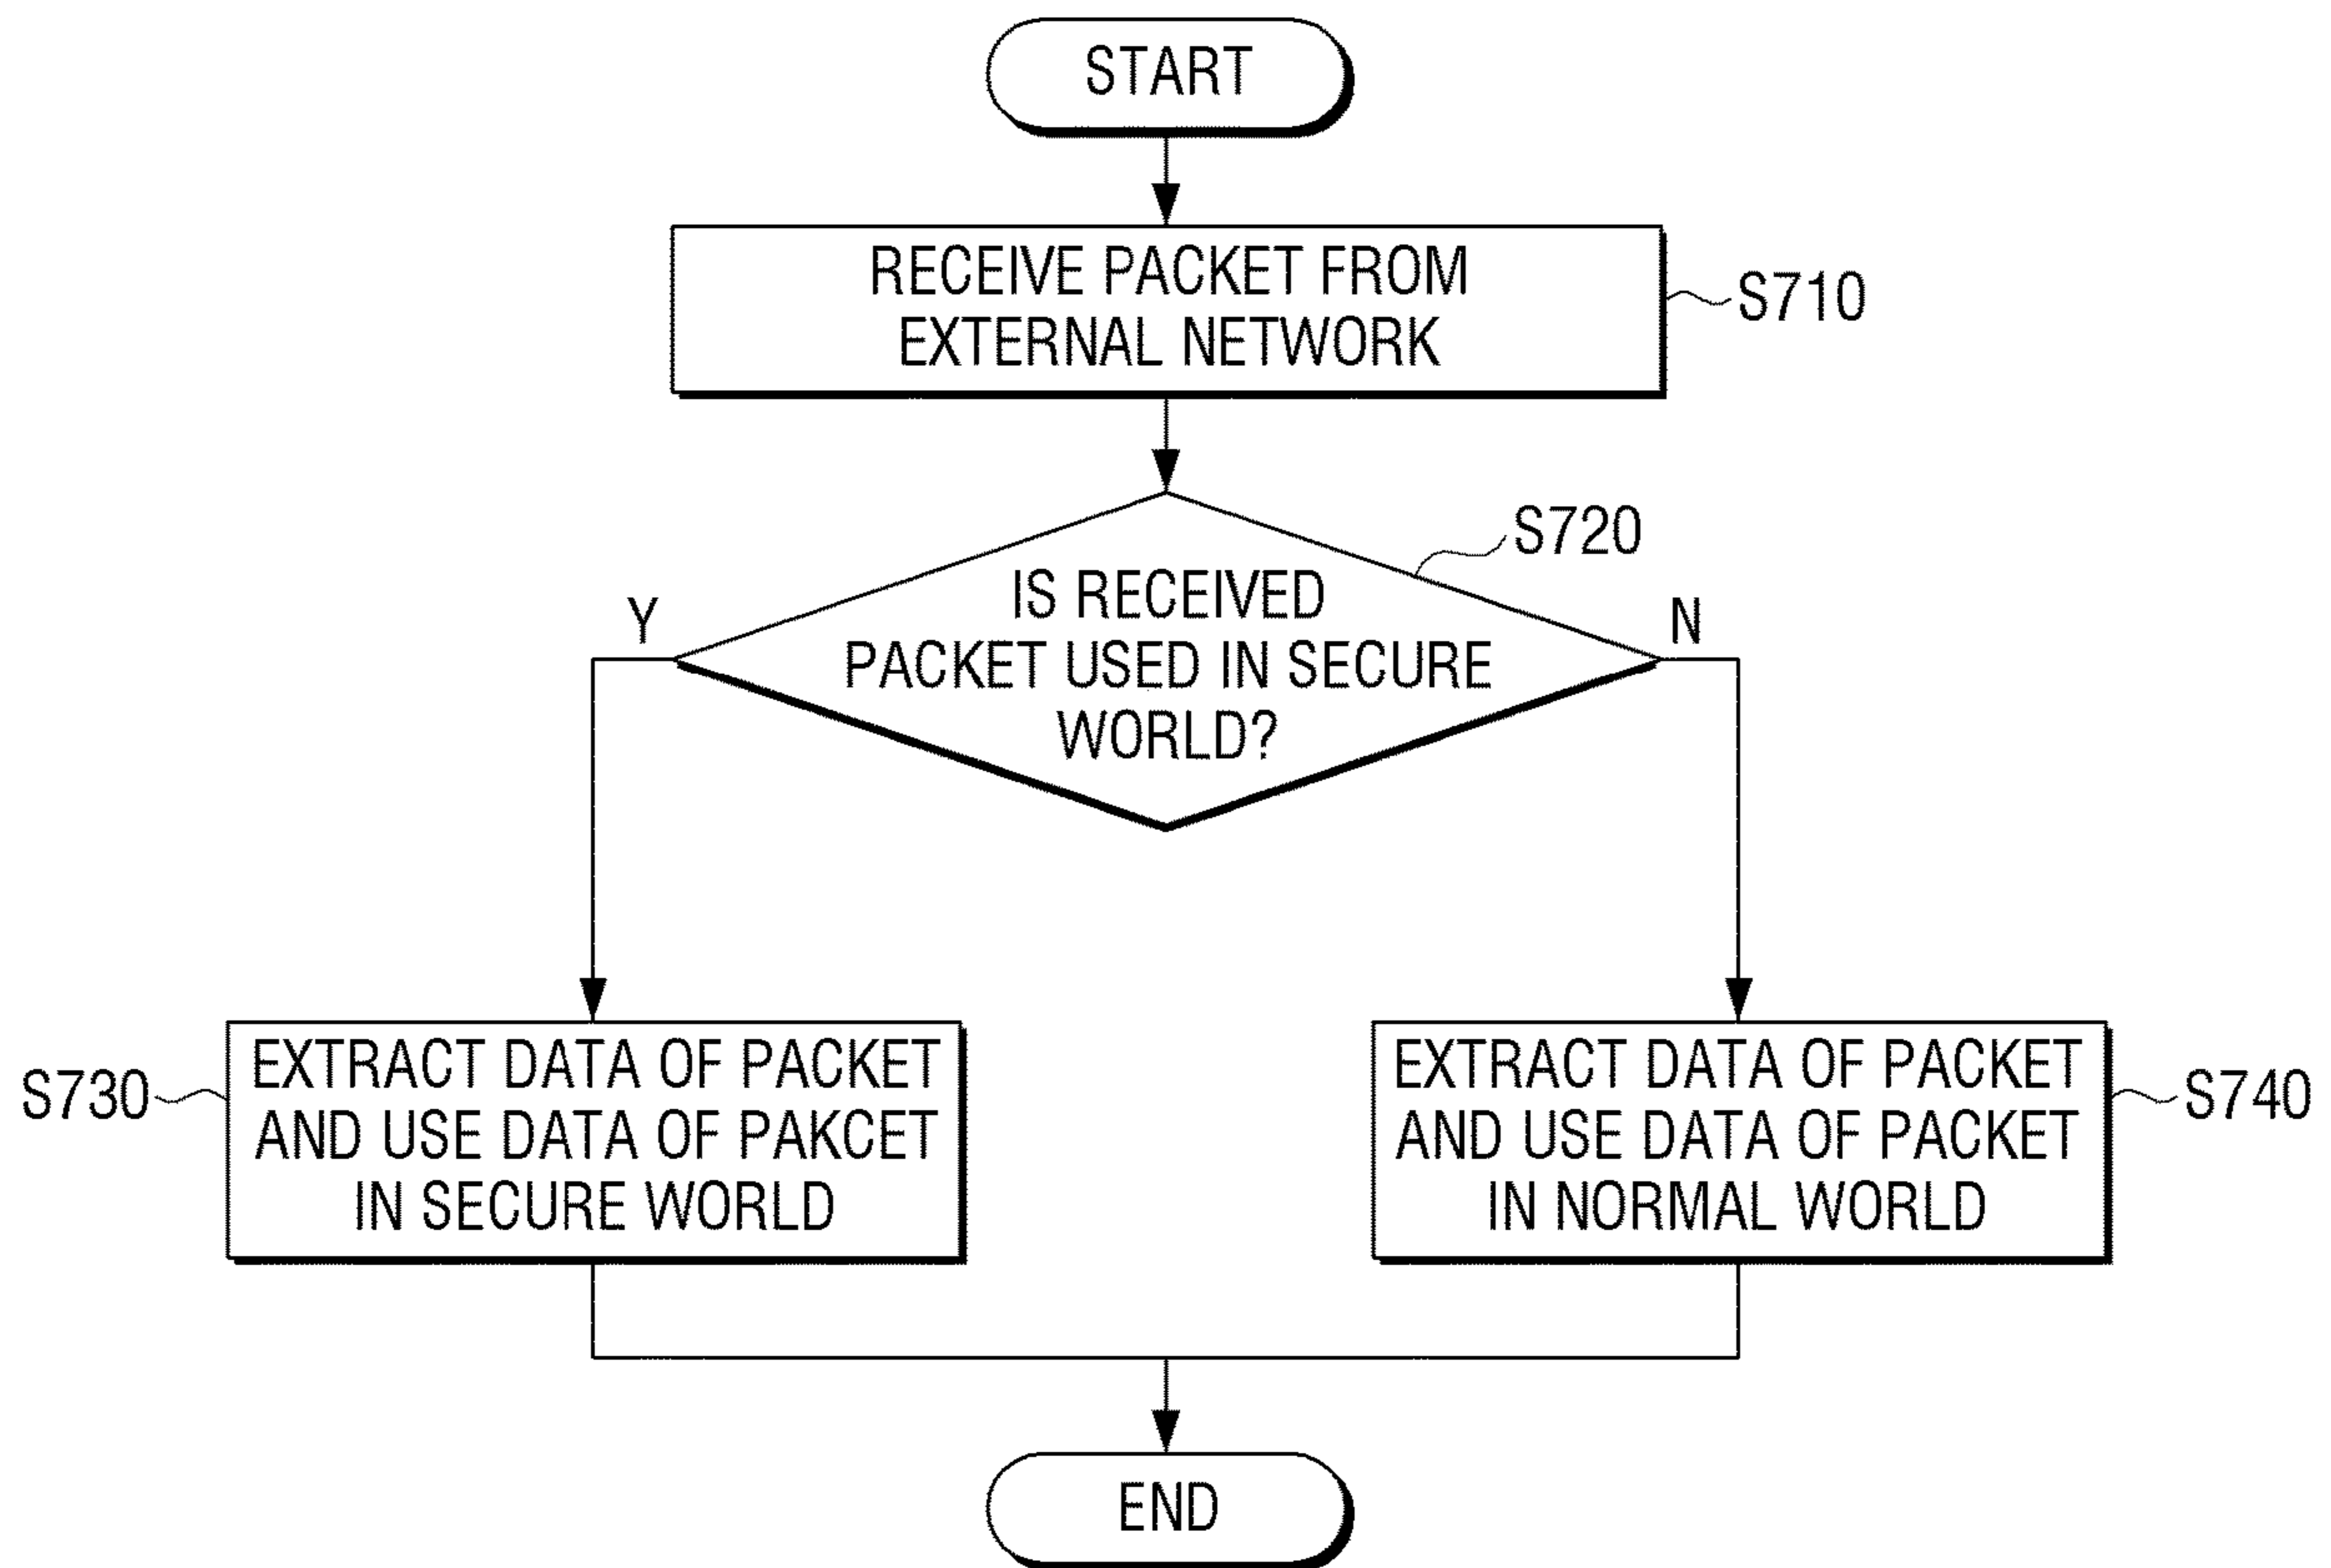 START
RECEIVE PACKET FROM
EXTERNAL NETWORK
S710
S720
IS RECEIVED
PACKET USED IN SECURE
WORLD?
Y
N
EXTRACT DATA OF PACKET
AND USE DATA OF PAKCET
IN SECURE WORLD
S730
EXTRACT DATA OF PACKET
AND USE DATA OF PACKET
IN NORMAL WORLD
S740
END